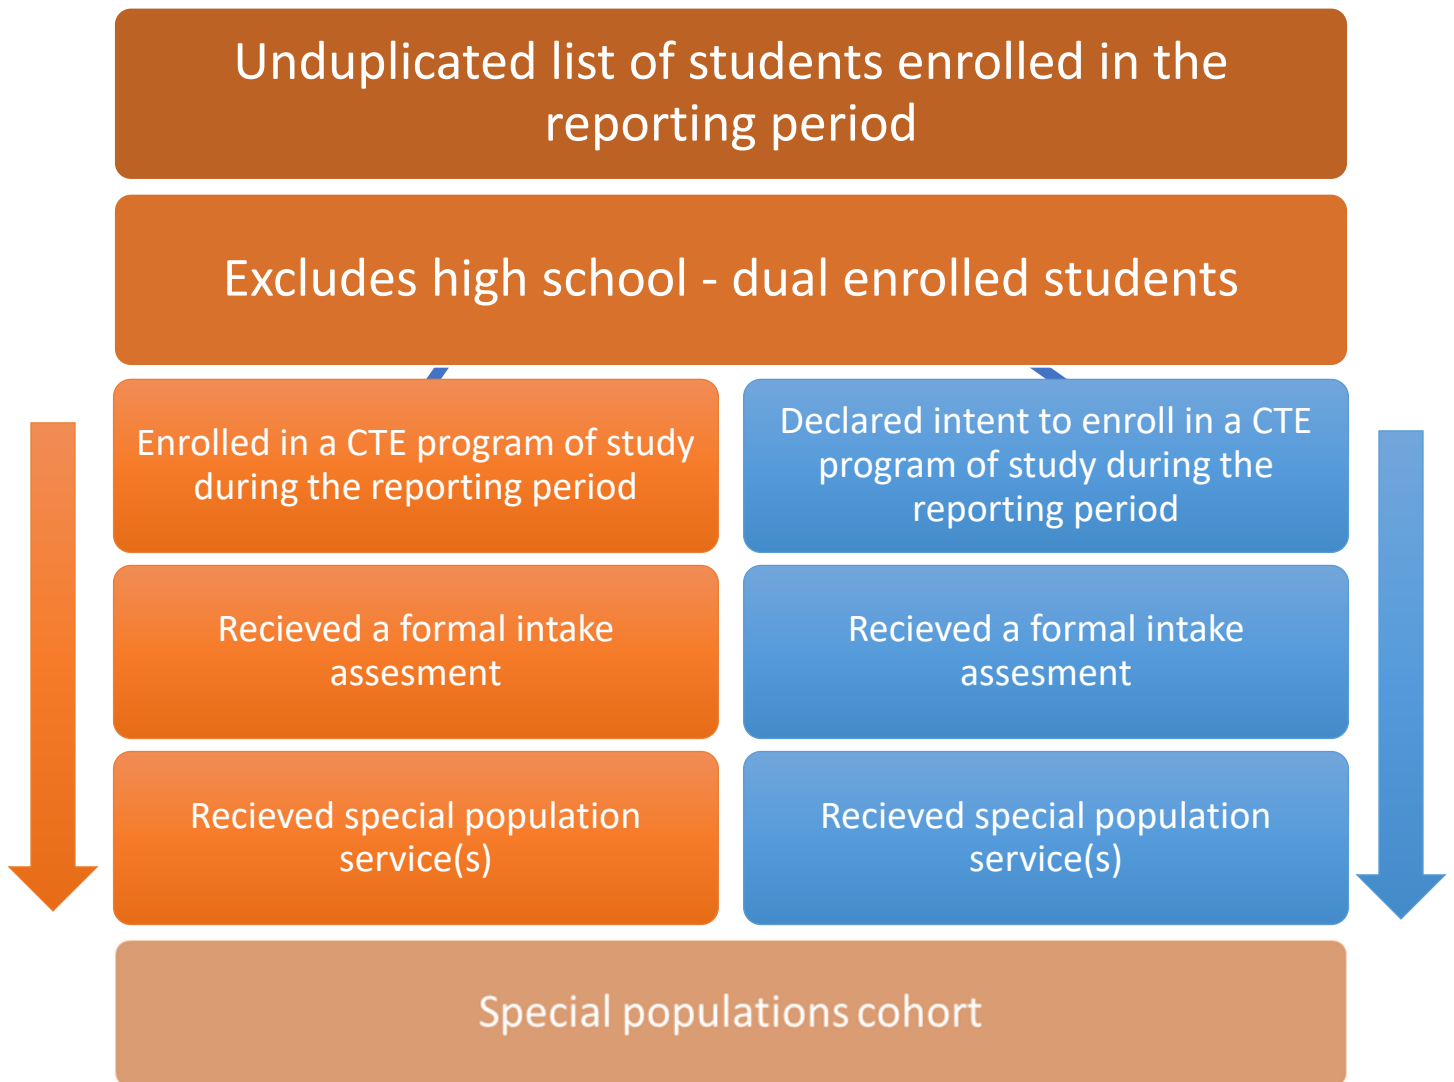 Unduplicated list of students enrolled in the
reporting period
Excludes high school - dual enrolled students
Enrolled in a CTE program of study
during the reporting period
Declared intent to enroll in a CTE
program of study during the
reporting period
Recieved a formal intake
assesment
Recieved a formal intake
assesment
Recieved special population
service(s)
Recieved special population
service(s)
Special populations cohort